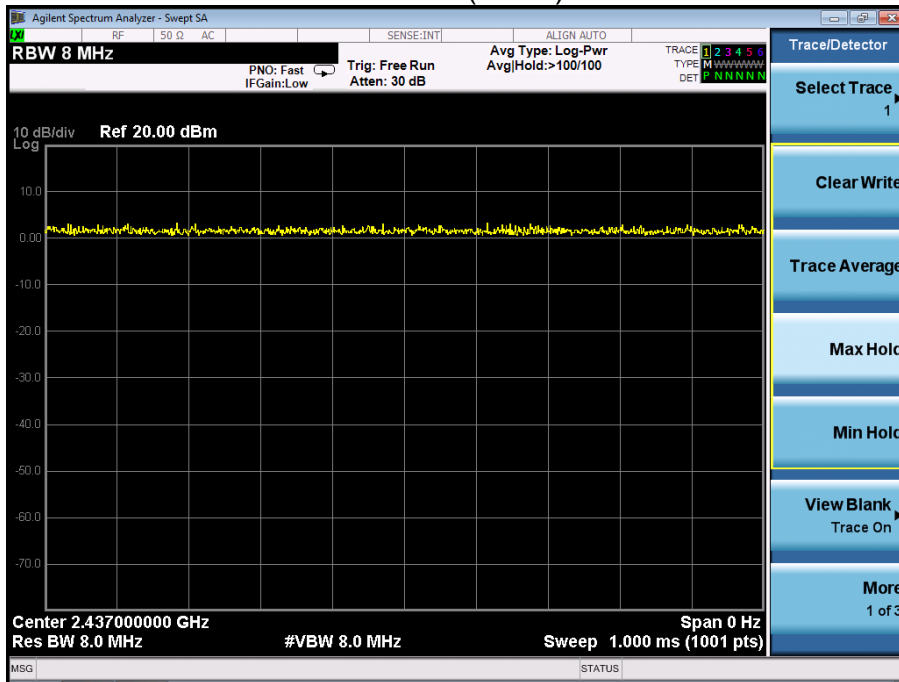 Agilent Spectrum Analyzer - Swept SA
LXI RF 50 Ω AC SENSE:INT ALIGN AUTO
RBW 8 MHz
PNO: Fast
IFGain:Low
Trig: Free Run
Atten: 30 dB
Avg Type: Log-Pwr
Avg|Hold:>100/100
TRACE 1 2 3 4 5 6
TYPE M WWWWW
DET P N N N N N
10 dB/div Ref 20.00 dBm
Log
10.0
0.00
-10.0
-20.0
-30.0
-40.0
-50.0
-60.0
-70.0
Center 2.437000000 GHz Span 0 Hz
Res BW 8.0 MHz #VBW 8.0 MHz Sweep 1.000 ms (1001 pts)
MSG STATUS
Trace/Detector
Select Trace
1
Clear Write
Trace Average
Max Hold
Min Hold
View Blank
Trace On
More
1 of 3